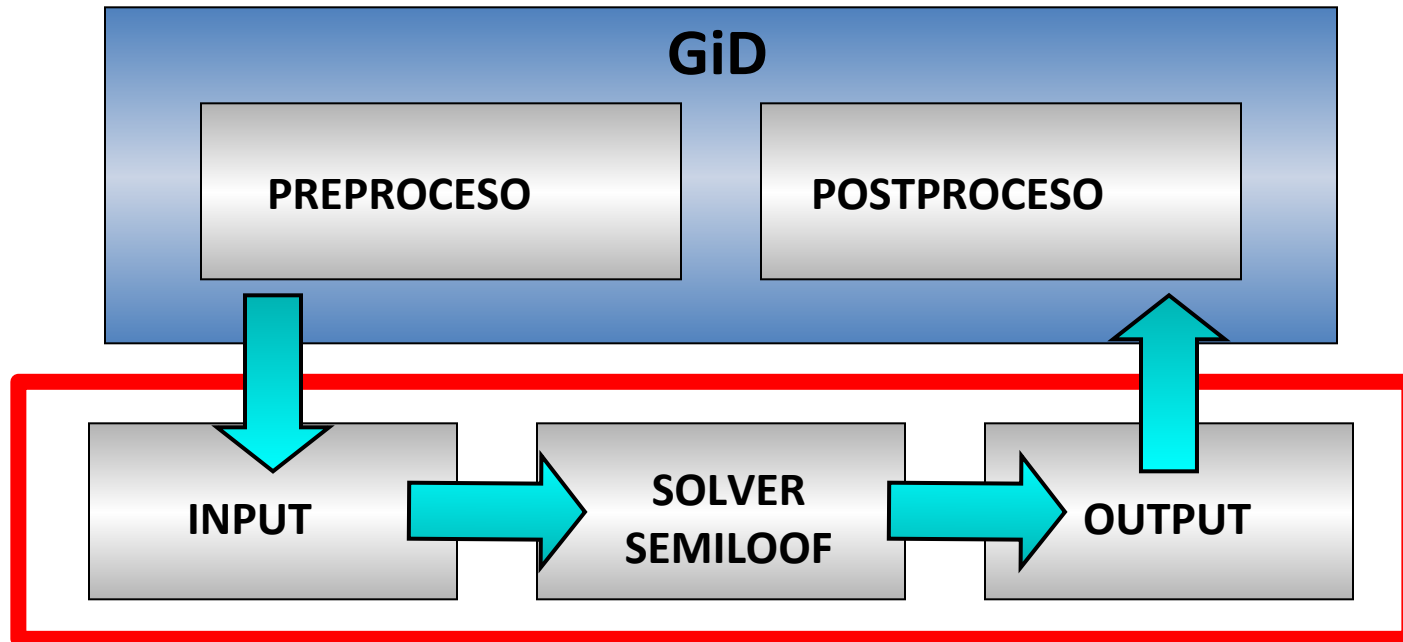 GiD
PREPROCESO
POSTPROCESO
INPUT
SOLVER
SEMILOOF
OUTPUT